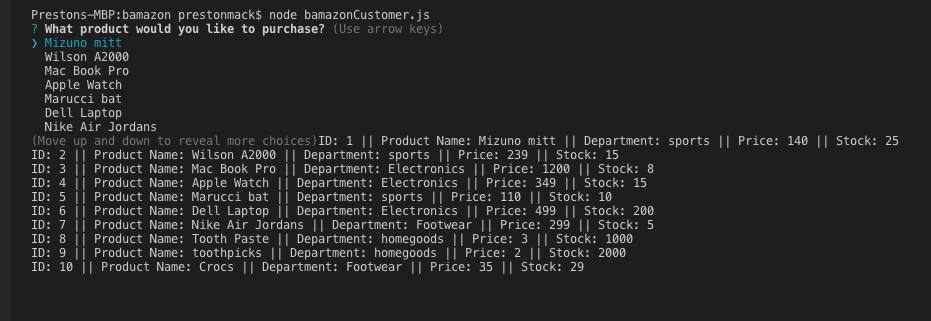 Prestons-MBP:bamazon prestonmack$ node bamazonCustomer.js
? What product would you like to purchase? (Use arrow keys)
❯ Mizuno mitt
Wilson A2000
Mac Book Pro
Apple Watch
Marucci bat
Dell Laptop
Nike Air Jordans
(Move up and down to reveal more choices)ID: 1 || Product Name: Mizuno mitt || Department: sports || Price: 140 || Stock: 25
ID: 2 || Product Name: Wilson A2000 || Department: sports || Price: 239 || Stock: 15
ID: 3 || Product Name: Mac Book Pro || Department: Electronics || Price: 1200 || Stock: 8
ID: 4 || Product Name: Apple Watch || Department: Electronics || Price: 349 || Stock: 15
ID: 5 || Product Name: Marucci bat || Department: sports || Price: 110 || Stock: 10
ID: 6 || Product Name: Dell Laptop || Department: Electronics || Price: 499 || Stock: 200
ID: 7 || Product Name: Nike Air Jordans || Department: Footwear || Price: 299 || Stock: 5
ID: 8 || Product Name: Tooth Paste || Department: homegoods || Price: 3 || Stock: 1000
ID: 9 || Product Name: toothpicks || Department: homegoods || Price: 2 || Stock: 2000
ID: 10 || Product Name: Crocs || Department: Footwear || Price: 35 || Stock: 29